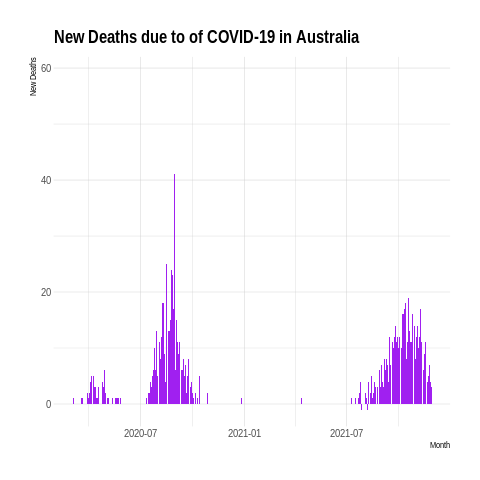 New Deaths due to of COVID-19 in Australia
New Deaths
60
40
20
0
2020-07
2021-01
2021-07
Month